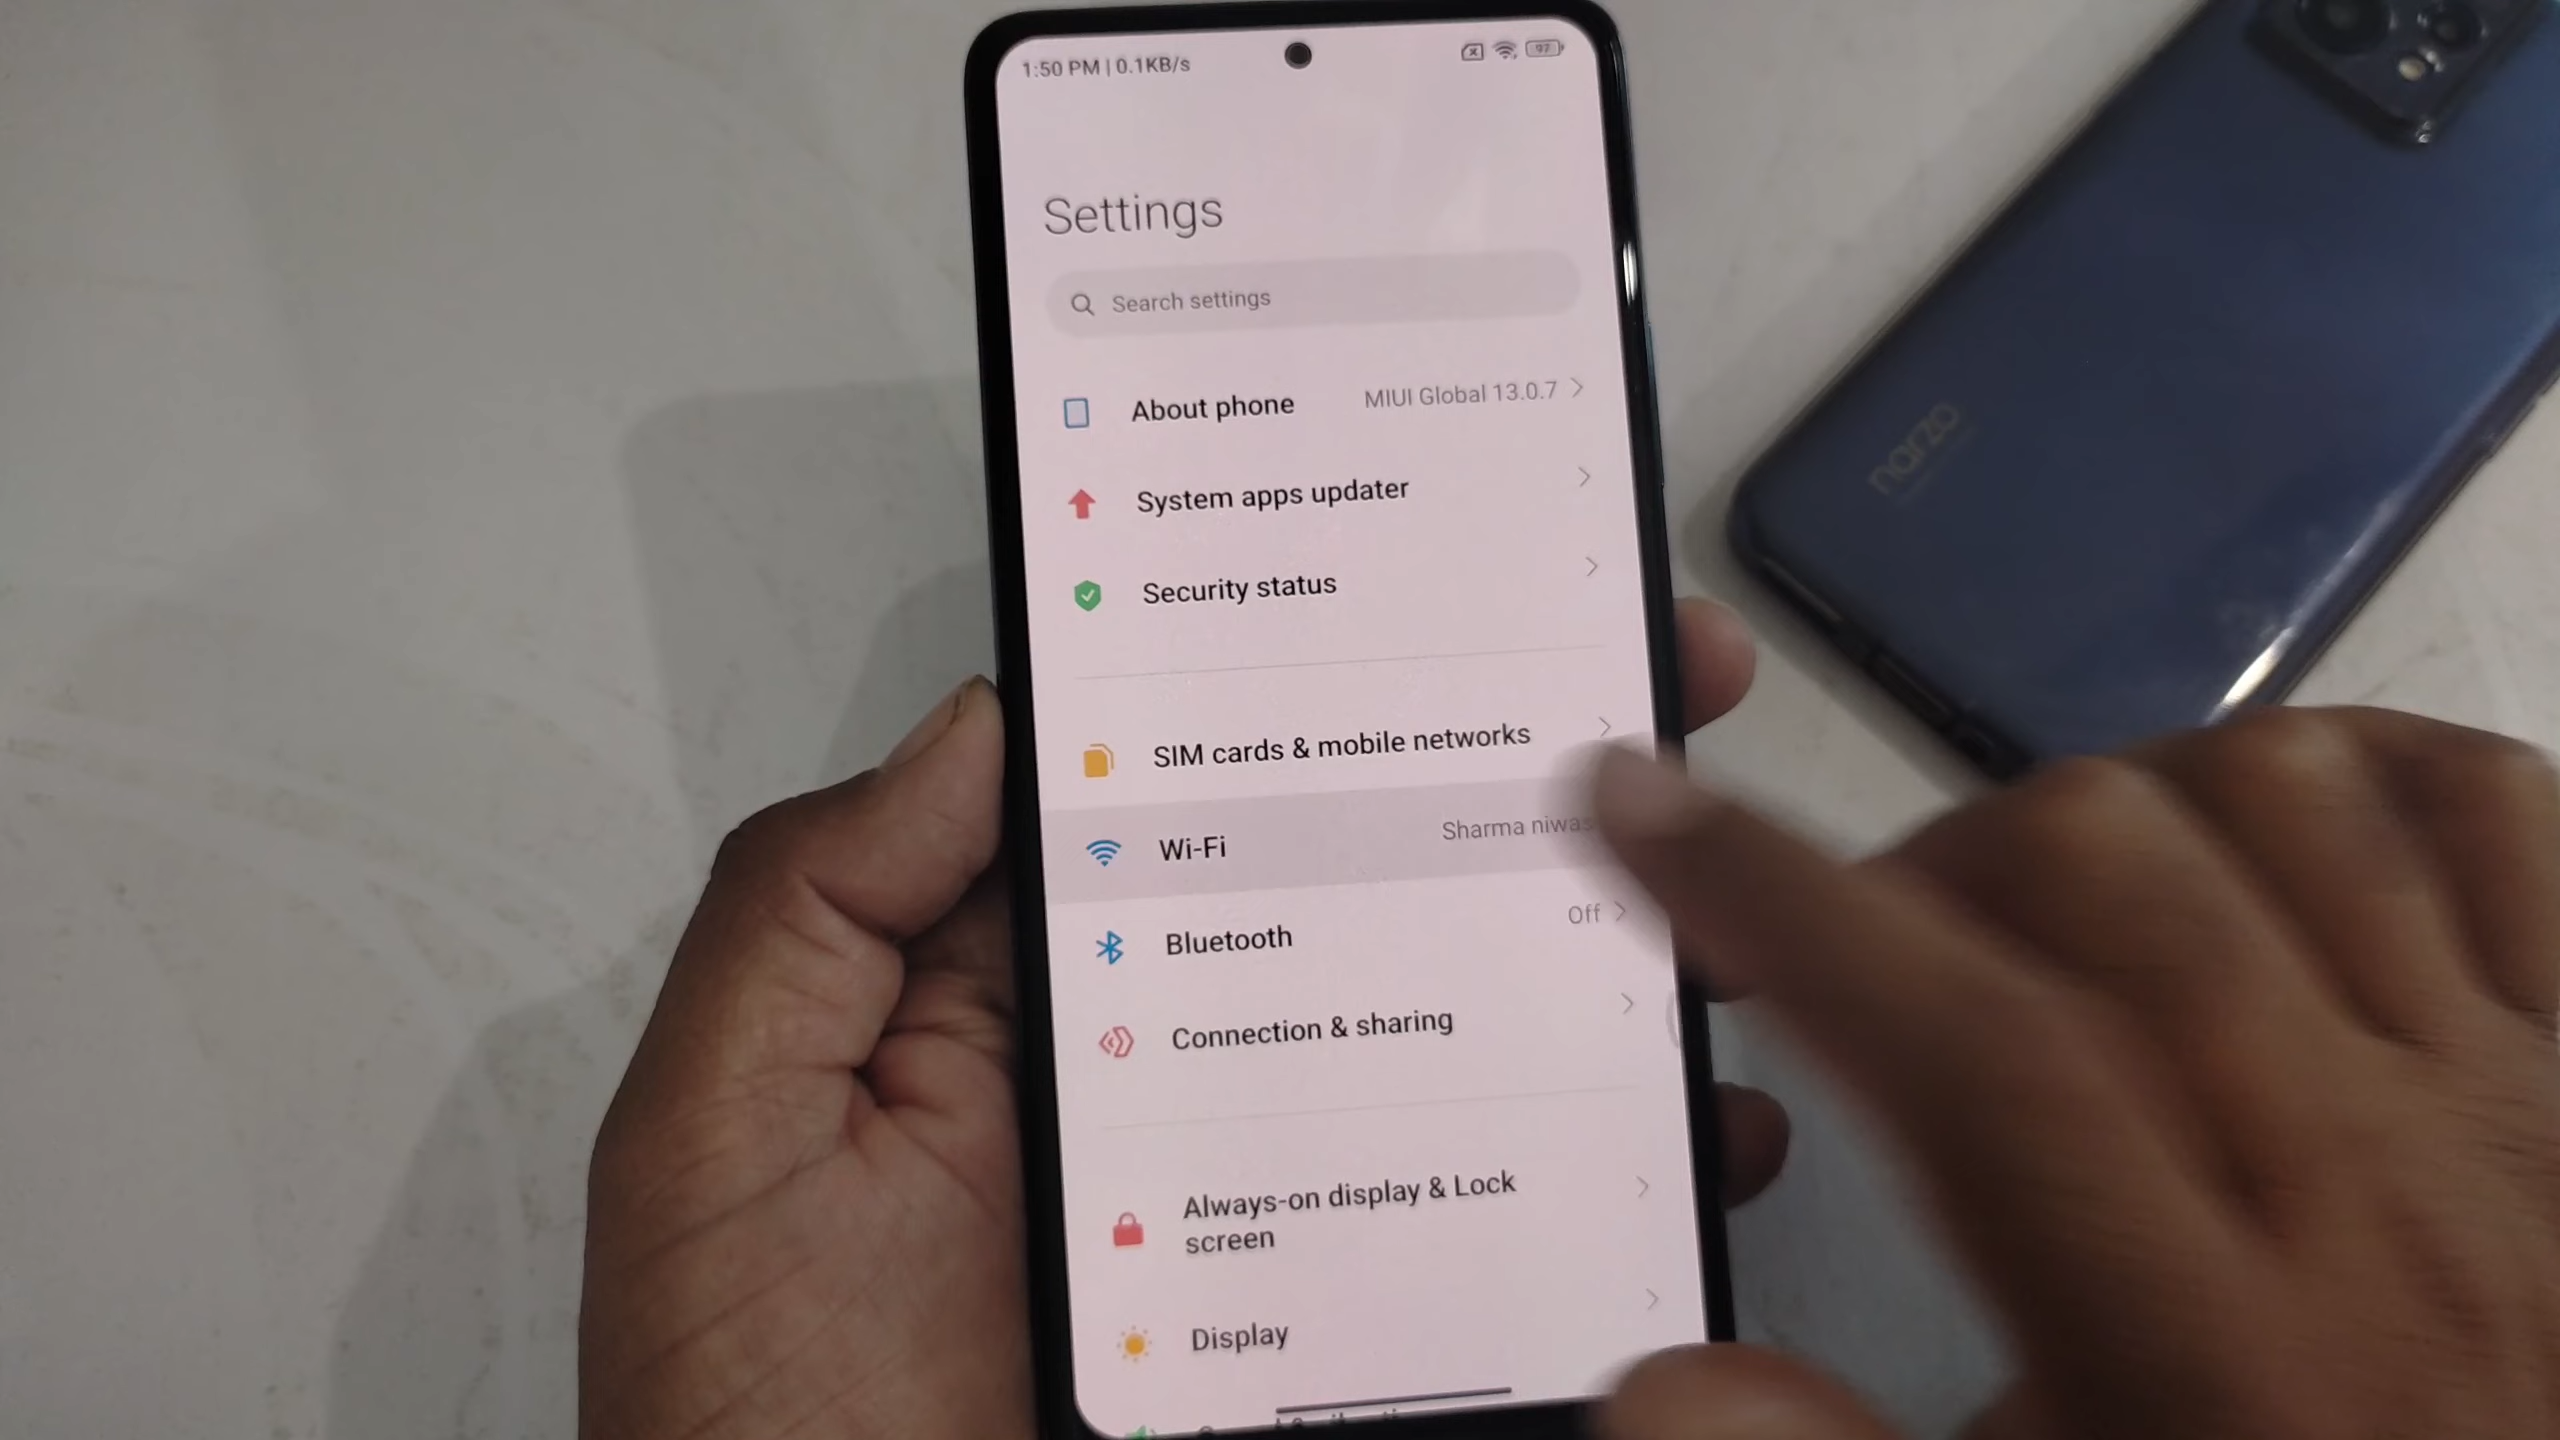 1:50 PM | 0.1KB/s
97
Settings
Search settings
About phone MIUI Global 13.0.7
System apps updater
Security status
SIM cards & mobile networks
Wi-Fi Sharma niwas
Bluetooth Off
Connection & sharing
Always-on display & Lock
screen
Display
narzo